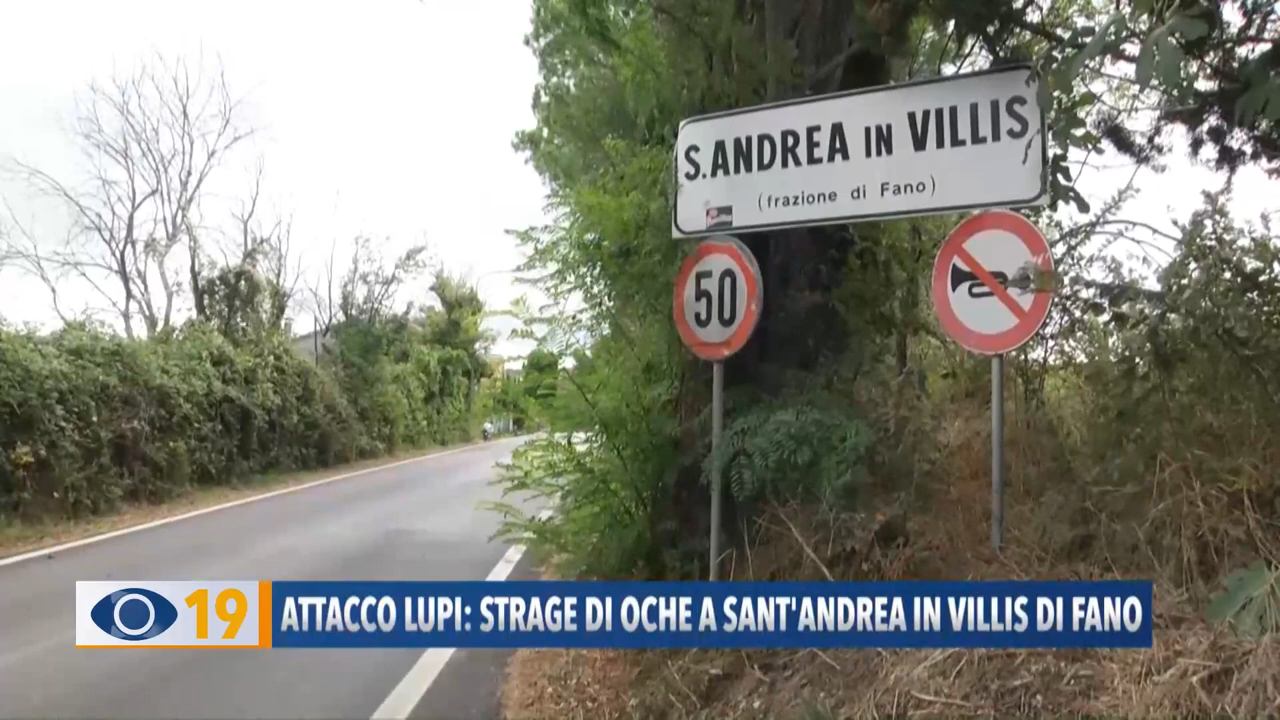 S.ANDREA IN VILLIS
(frazione di Fano)
50
19
ATTACCO LUPI: STRAGE DI OCHE A SANT'ANDREA IN VILLIS DI FANO